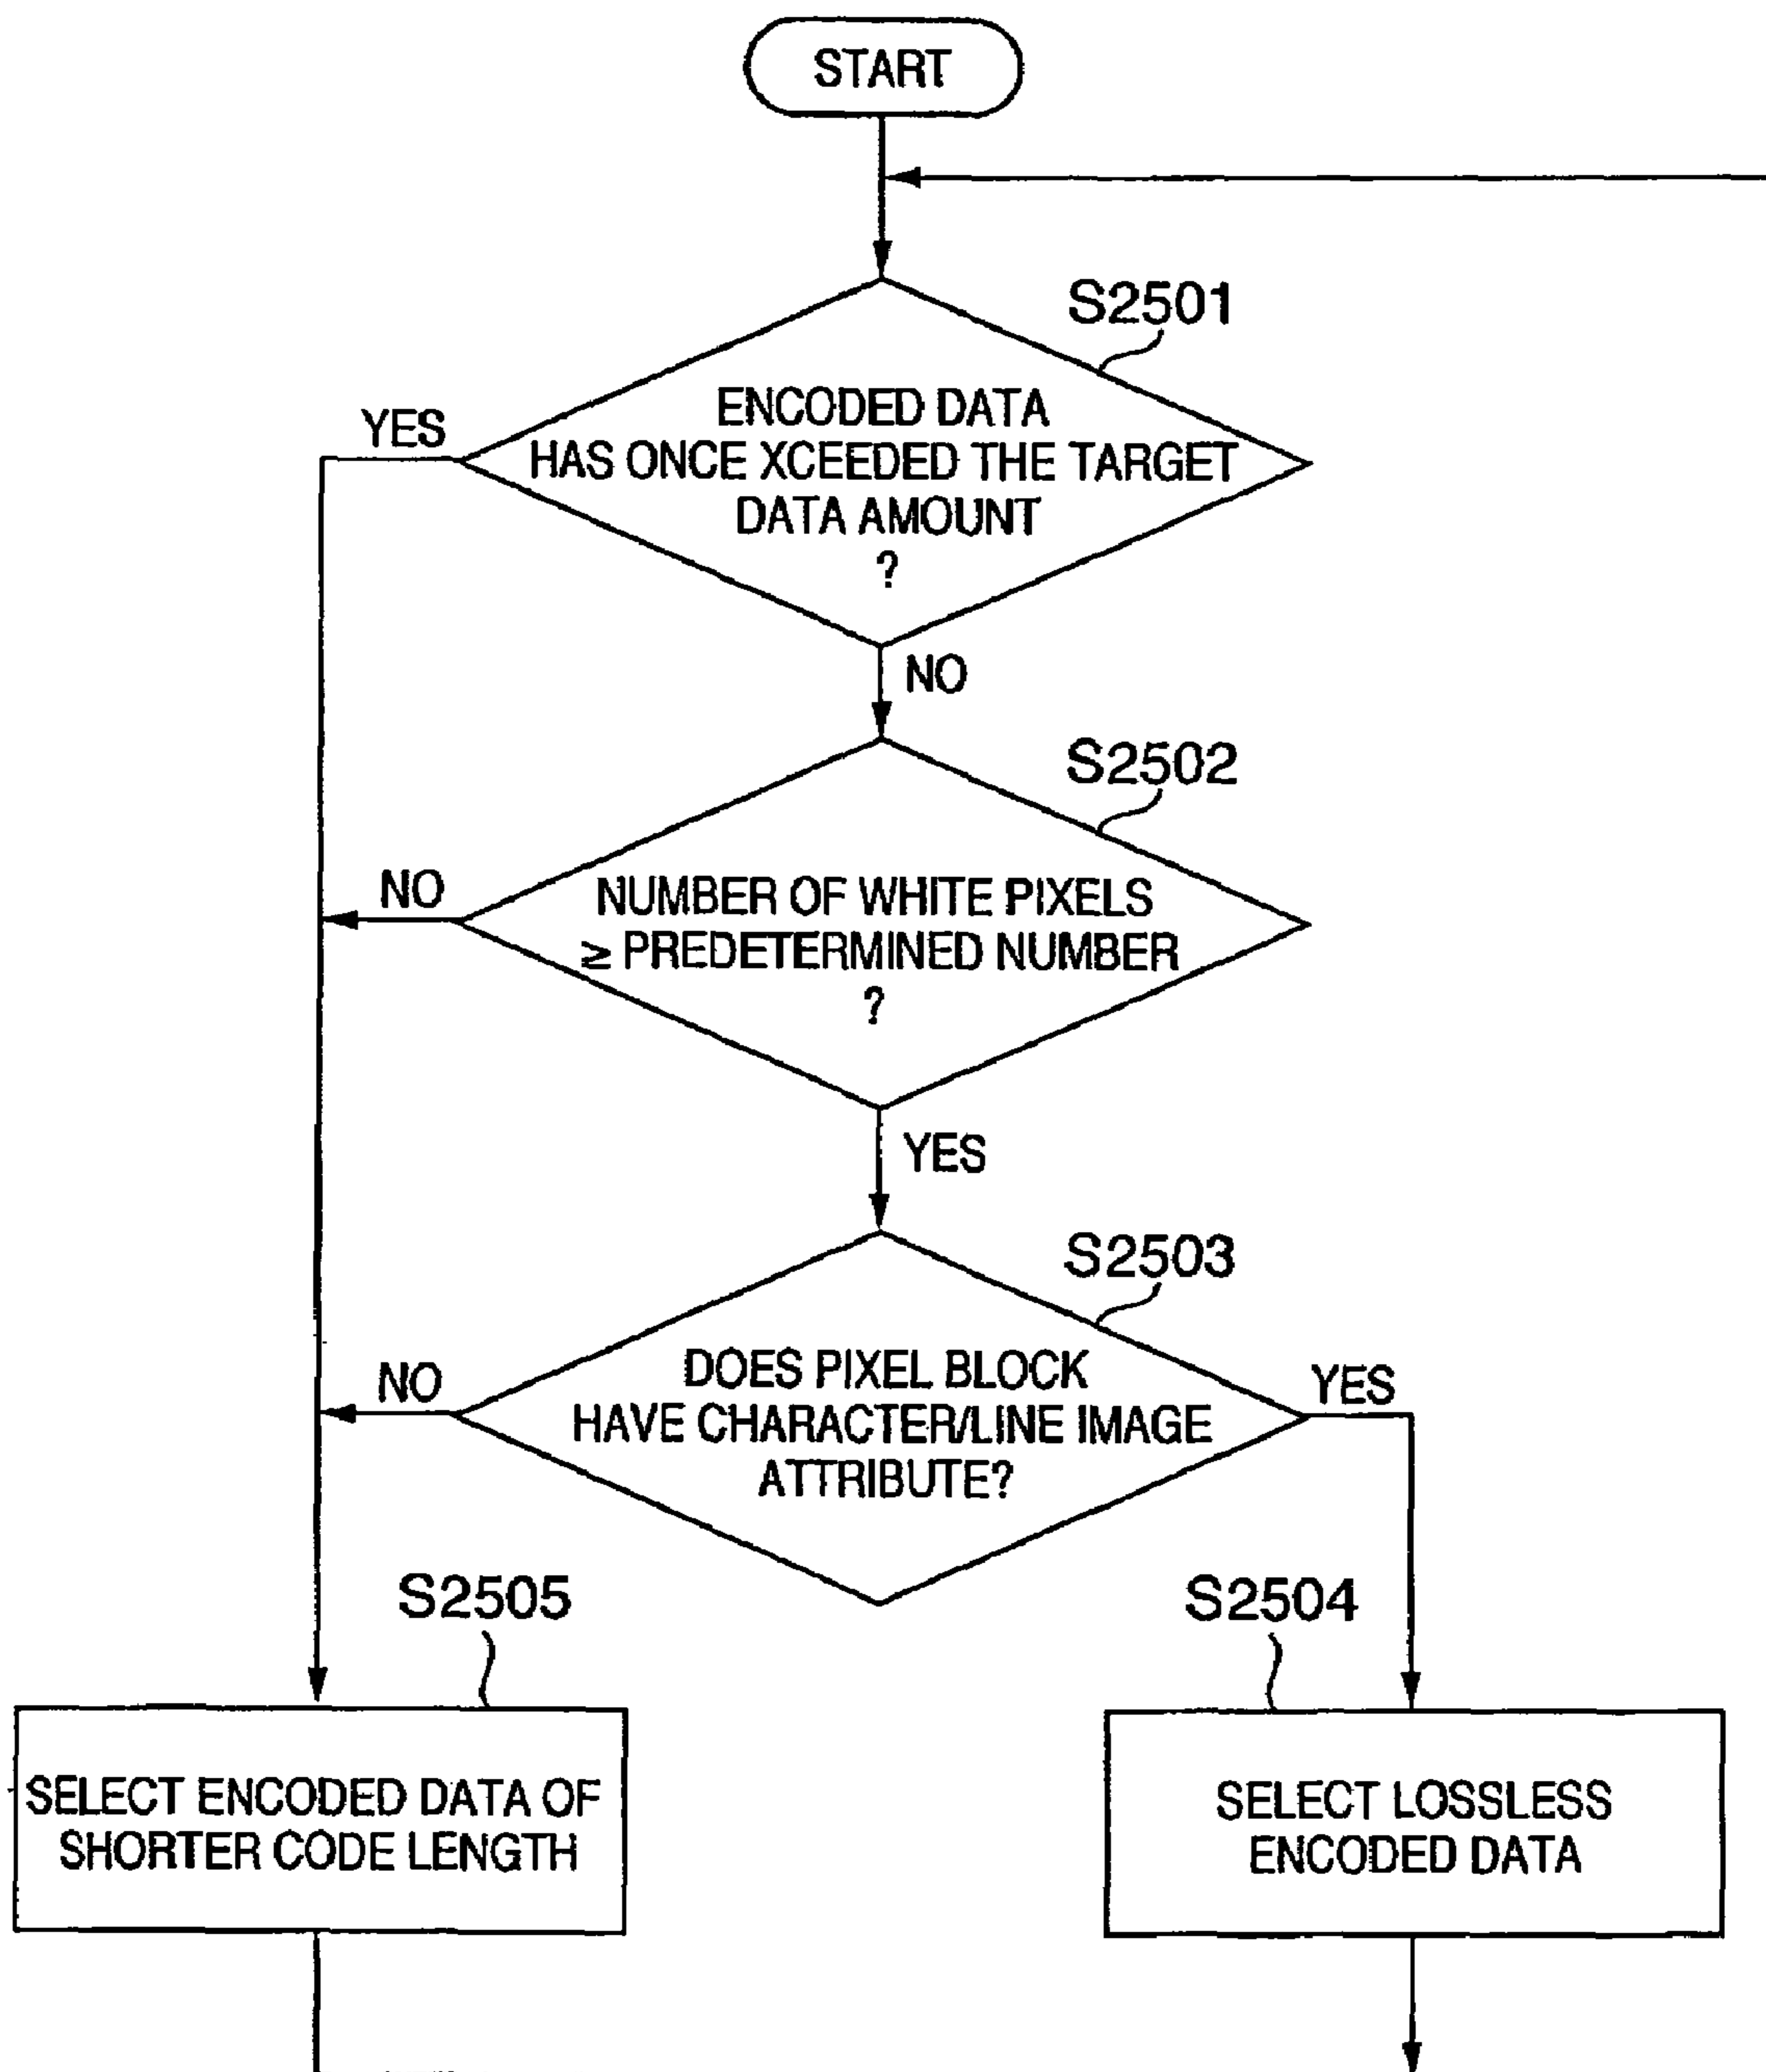 START
S2501
ENCODED DATA
HAS ONCE XCEEDED THE TARGET
DATA AMOUNT
?
YES
NO
S2502
NUMBER OF WHITE PIXELS
≥ PREDETERMINED NUMBER
?
NO
YES
S2503
DOES PIXEL BLOCK
HAVE CHARACTER/LINE IMAGE
ATTRIBUTE?
NO
YES
S2505
S2504
SELECT ENCODED DATA OF
SHORTER CODE LENGTH
SELECT LOSSLESS
ENCODED DATA